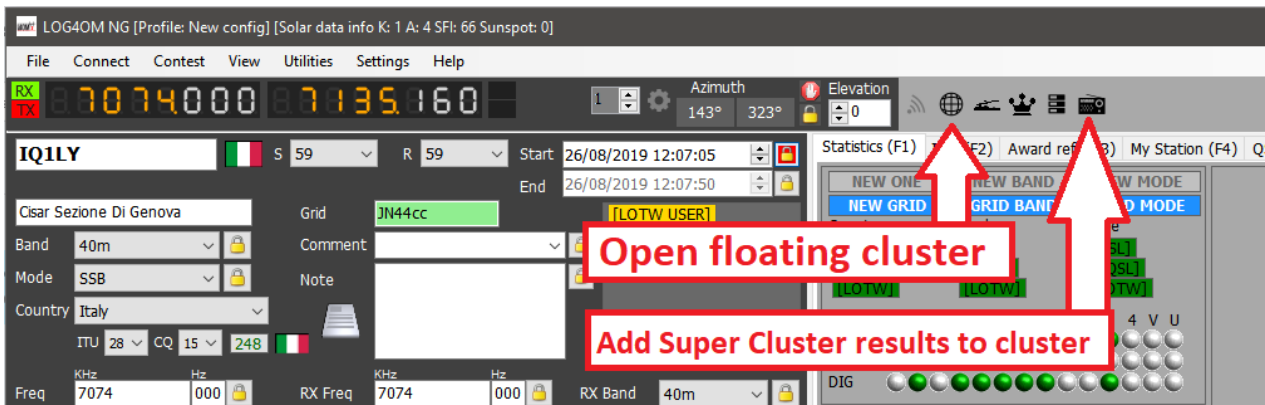 LOG4OM NG [Profile: New config] [Solar data info K: 1 A: 4 SFI: 66 Sunspot: 0]
File Connect Contest View Utilities Settings Help
RX 7074.000 7135.160 1 Azimuth Elevation
TX 143° 323° 0
IQ1LY S 59 R 59 Start 26/08/2019 12:07:05 Statistics (F1) (F2) Award My Station (F4)
End 26/08/2019 12:07:50 NEW ONE NEW BAND MODE
Cisar Sezione Di Genova Grid JN44cc [LOTW USER] NEW GRID GRID MODE
Band 40m Comment
Open floating cluster
Mode SSB Note
[LOTW] [LOTW]
Country Italy
ITU 28 CQ 15 248 4 V U
Add Super Cluster results to cluster
DIG
KHz Hz KHz Hz
Freq 7074 000 RX Freq 7074 000 RX Band 40m